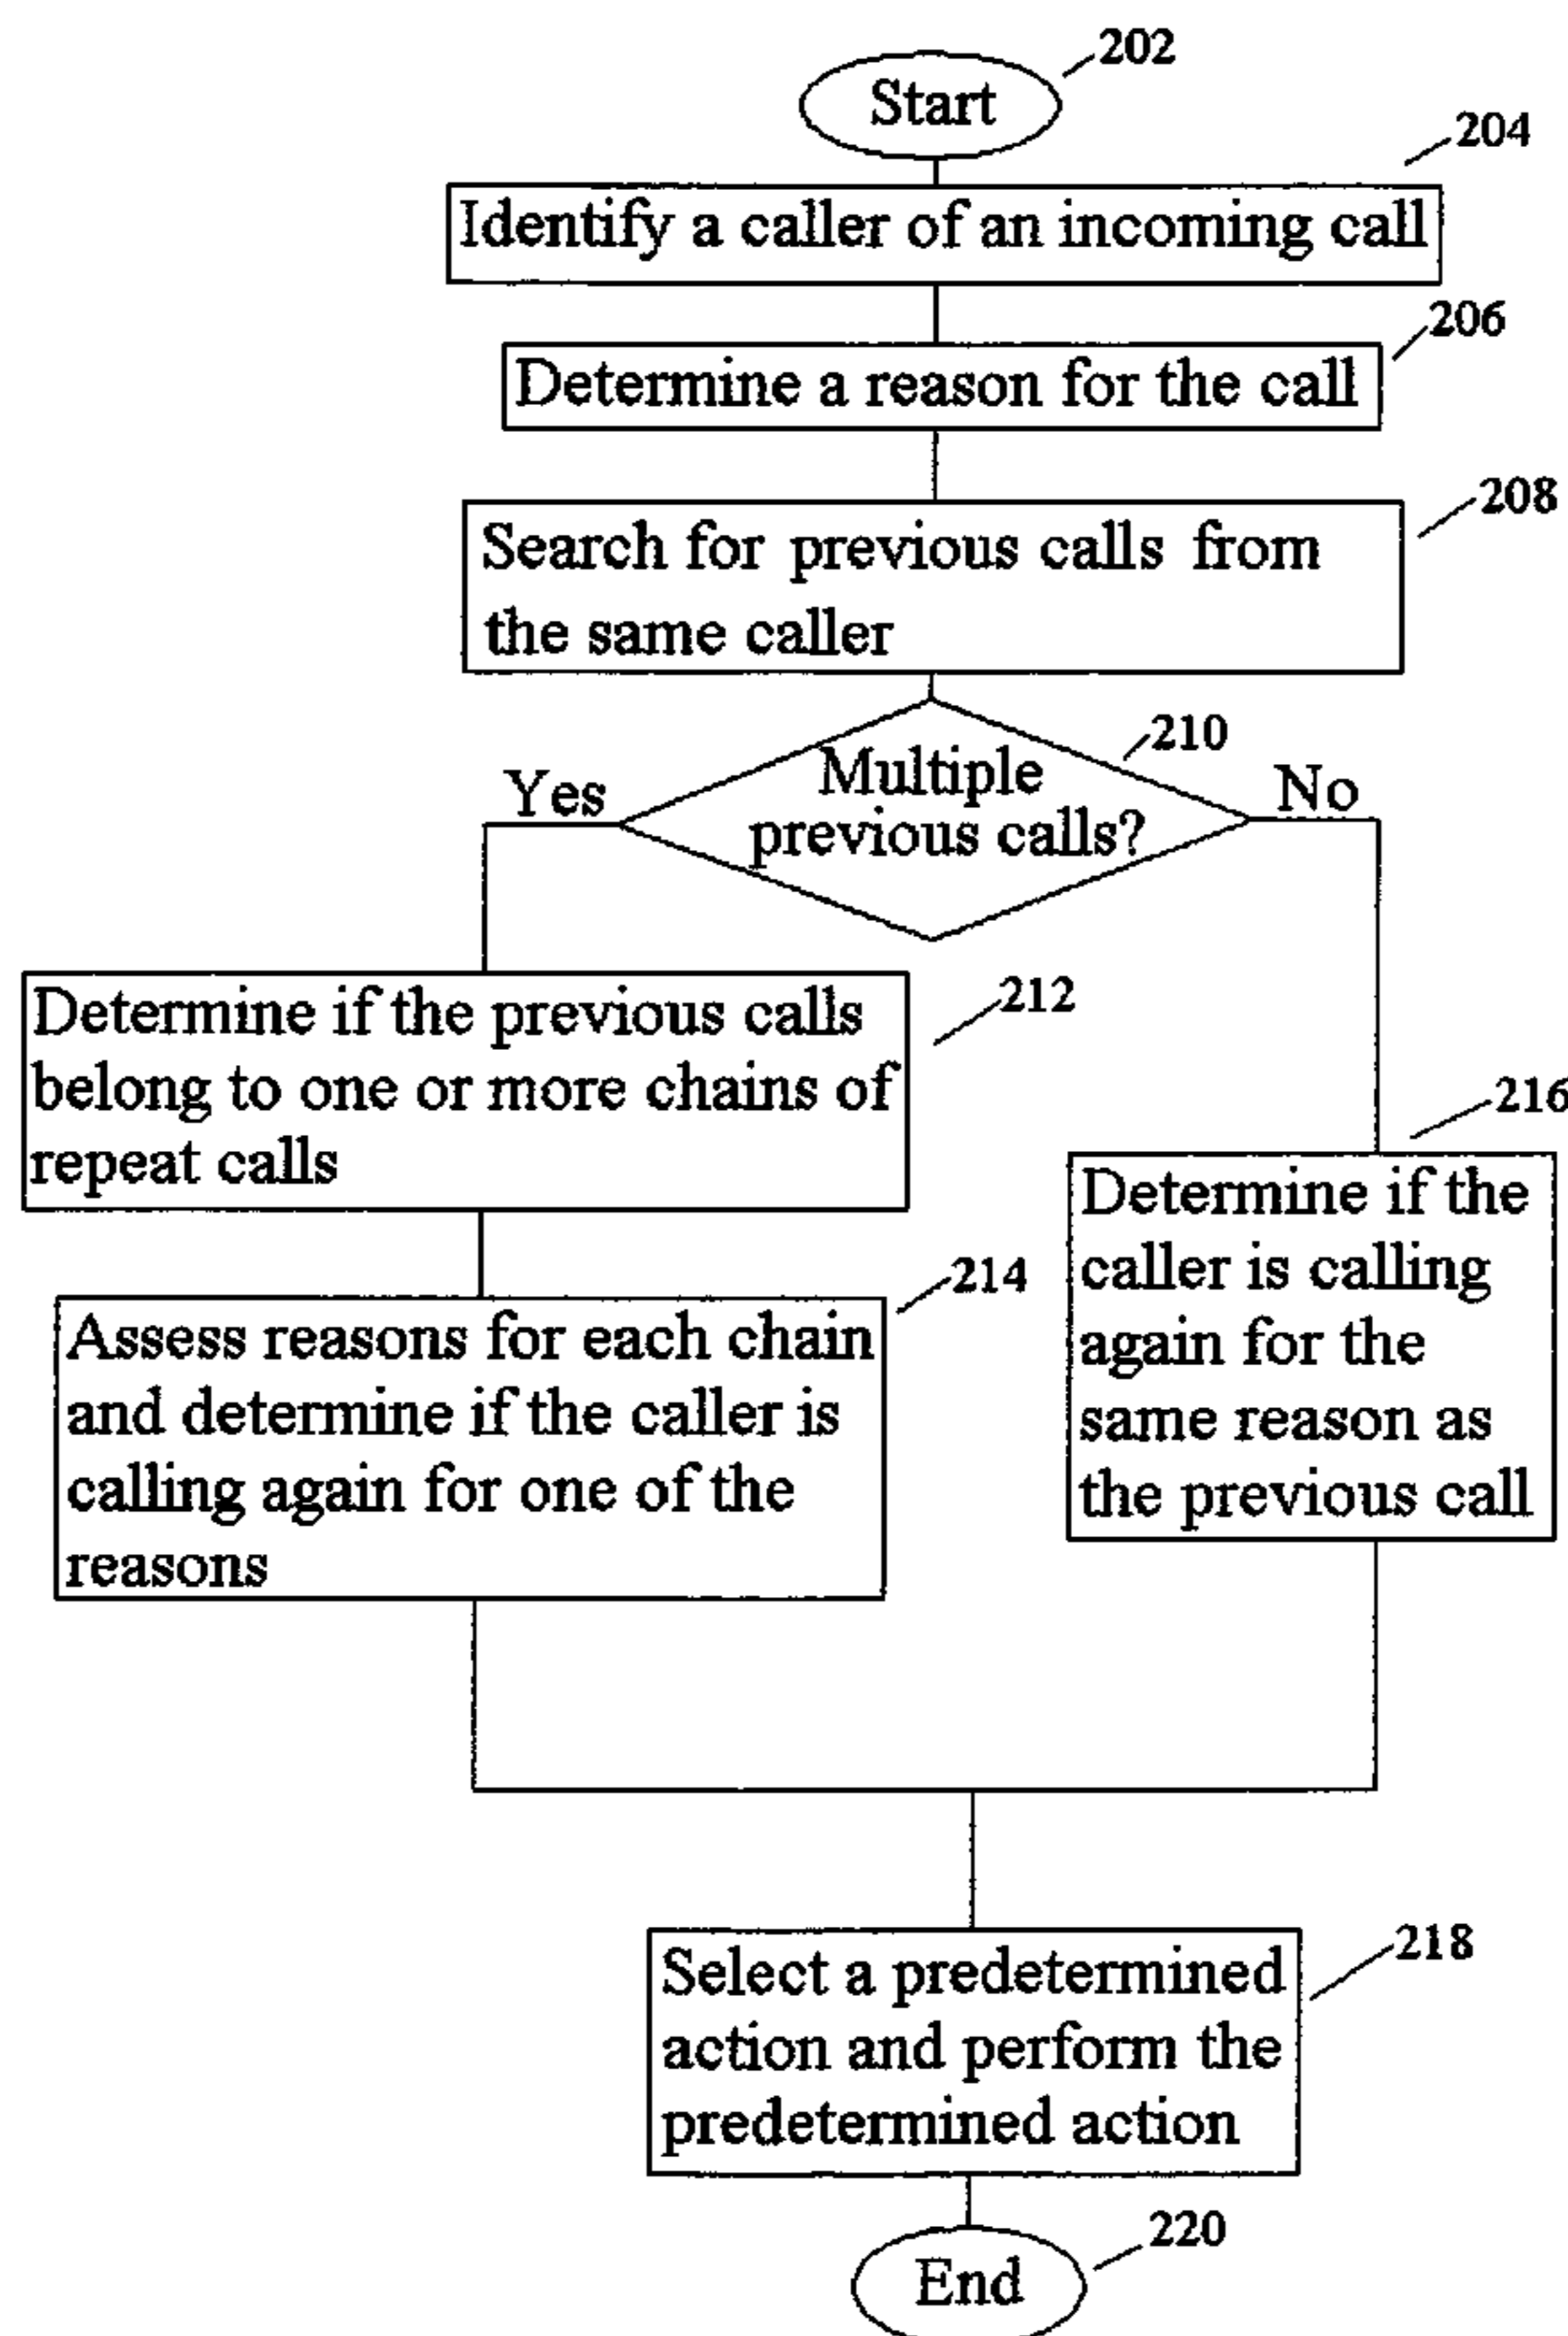 202
Start
204
Identify a caller of an incoming call
206
Determine a reason for the call
208
Search for previous calls from
the same caller
210
Multiple
previous calls?
Yes
No
212
Determine if the previous calls
belong to one or more chains of
repeat calls
214
Assess reasons for each chain
and determine if the caller is
calling again for one of the
reasons
216
Determine if the
caller is calling
again for the
same reason as
the previous call
218
Select a predetermined
action and perform the
predetermined action
220
End